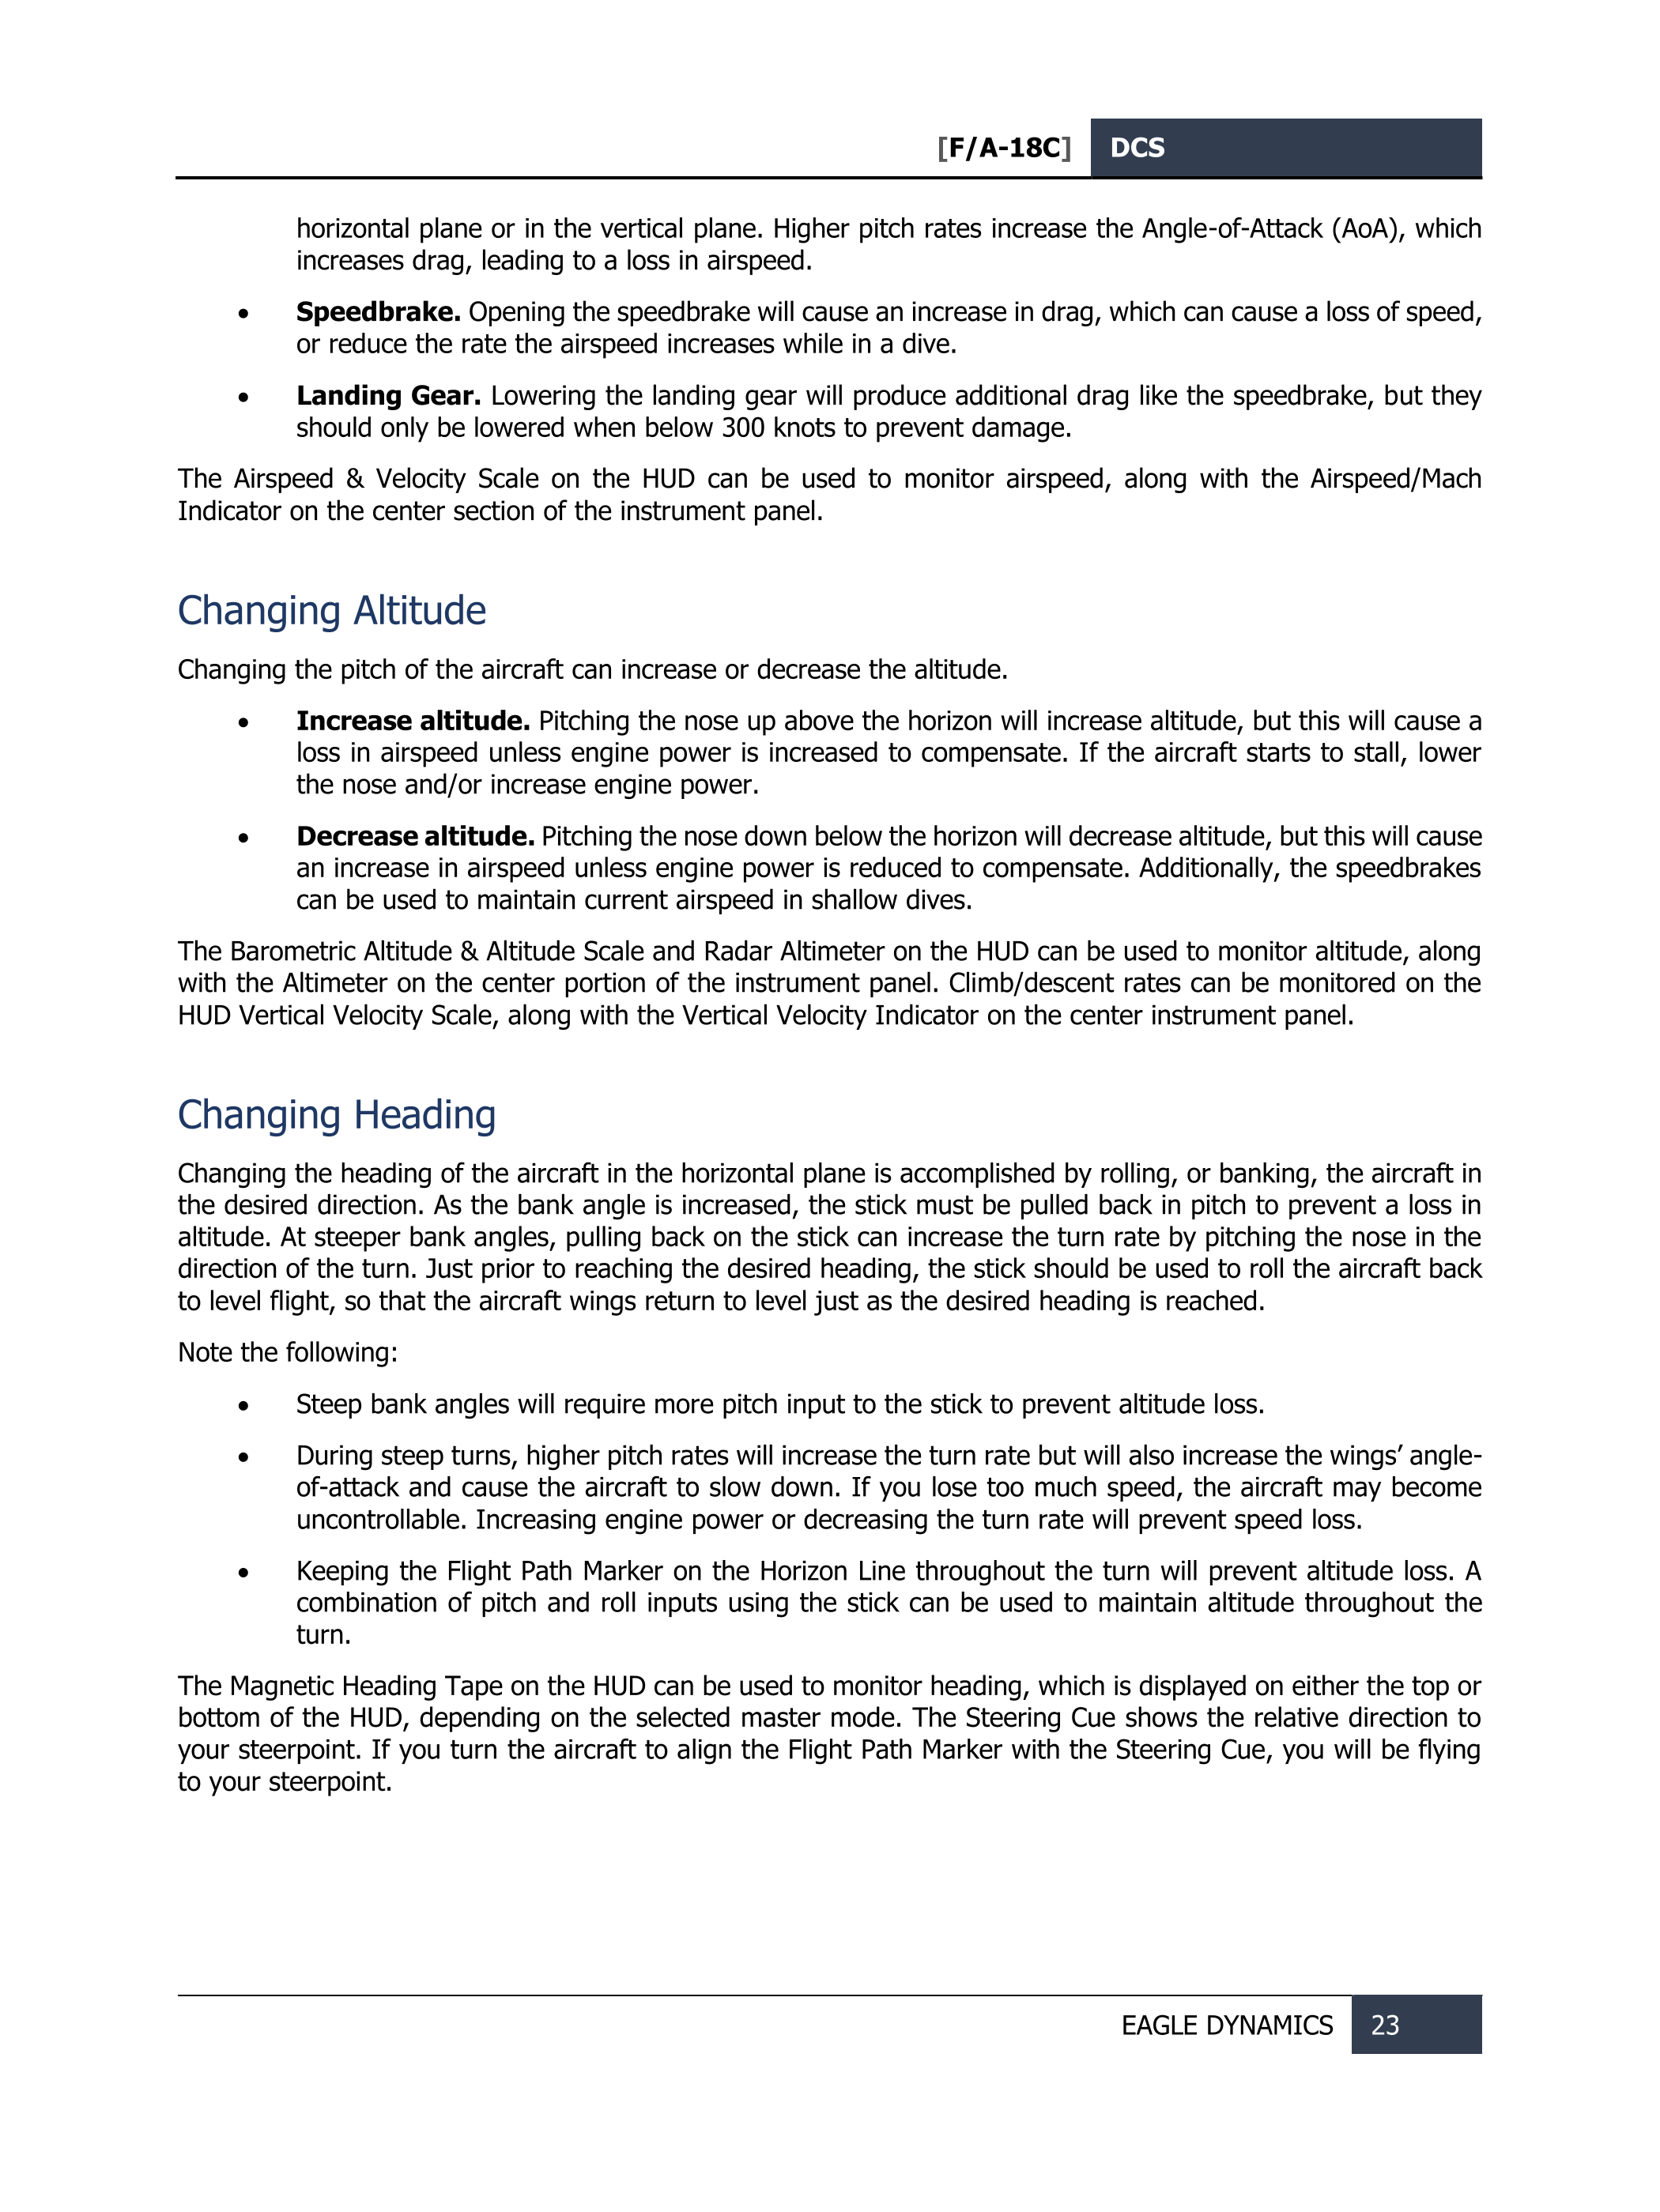 [F/A-18C] DCS
horizontal plane or in the vertical plane. Higher pitch rates increase the Angle-of-Attack (AoA), which
increases drag, leading to a loss in airspeed.
• Speedbrake. Opening the speedbrake will cause an increase in drag, which can cause a loss of speed,
or reduce the rate the airspeed increases while in a dive.
• Landing Gear. Lowering the landing gear will produce additional drag like the speedbrake, but they
should only be lowered when below 300 knots to prevent damage.
The Airspeed & Velocity Scale on the HUD can be used to monitor airspeed, along with the Airspeed/Mach
Indicator on the center section of the instrument panel.
Changing Altitude
Changing the pitch of the aircraft can increase or decrease the altitude.
• Increase altitude. Pitching the nose up above the horizon will increase altitude, but this will cause a
loss in airspeed unless engine power is increased to compensate. If the aircraft starts to stall, lower
the nose and/or increase engine power.
• Decrease altitude. Pitching the nose down below the horizon will decrease altitude, but this will cause
an increase in airspeed unless engine power is reduced to compensate. Additionally, the speedbrakes
can be used to maintain current airspeed in shallow dives.
The Barometric Altitude & Altitude Scale and Radar Altimeter on the HUD can be used to monitor altitude, along
with the Altimeter on the center portion of the instrument panel. Climb/descent rates can be monitored on the
HUD Vertical Velocity Scale, along with the Vertical Velocity Indicator on the center instrument panel.
Changing Heading
Changing the heading of the aircraft in the horizontal plane is accomplished by rolling, or banking, the aircraft in
the desired direction. As the bank angle is increased, the stick must be pulled back in pitch to prevent a loss in
altitude. At steeper bank angles, pulling back on the stick can increase the turn rate by pitching the nose in the
direction of the turn. Just prior to reaching the desired heading, the stick should be used to roll the aircraft back
to level flight, so that the aircraft wings return to level just as the desired heading is reached.
Note the following:
• Steep bank angles will require more pitch input to the stick to prevent altitude loss.
• During steep turns, higher pitch rates will increase the turn rate but will also increase the wings’ angle-
of-attack and cause the aircraft to slow down. If you lose too much speed, the aircraft may become
uncontrollable. Increasing engine power or decreasing the turn rate will prevent speed loss.
• Keeping the Flight Path Marker on the Horizon Line throughout the turn will prevent altitude loss. A
combination of pitch and roll inputs using the stick can be used to maintain altitude throughout the
turn.
The Magnetic Heading Tape on the HUD can be used to monitor heading, which is displayed on either the top or
bottom of the HUD, depending on the selected master mode. The Steering Cue shows the relative direction to
your steerpoint. If you turn the aircraft to align the Flight Path Marker with the Steering Cue, you will be flying
to your steerpoint.
EAGLE DYNAMICS 23